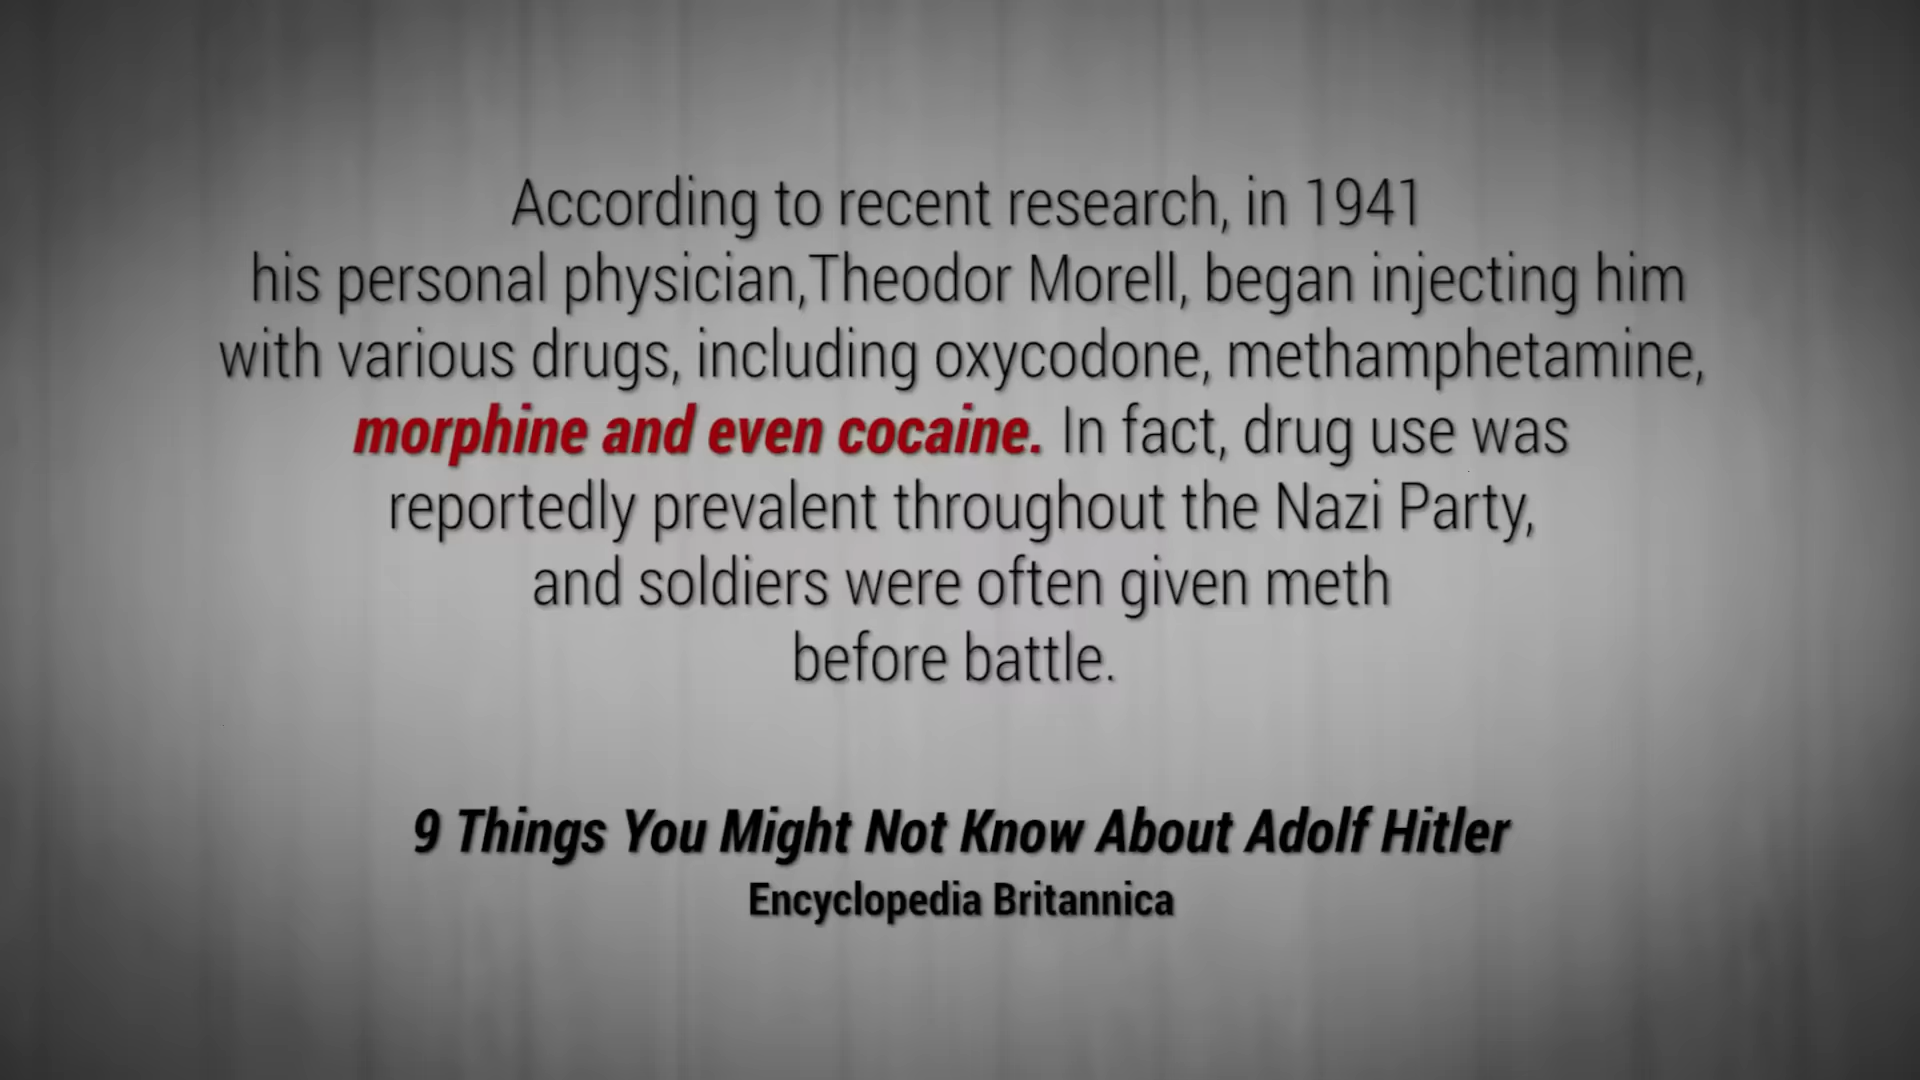 According to recent research, in 1941
his personal physician,Theodor Morell, began injecting him
with various drugs, including oxycodone, methamphetamine,
morphine and even cocaine. In fact, drug use was
reportedly prevalent throughout the Nazi Party,
and soldiers were often given meth
before battle.
9 Things You Might Not Know About Adolf Hitler
Encyclopedia Britannica